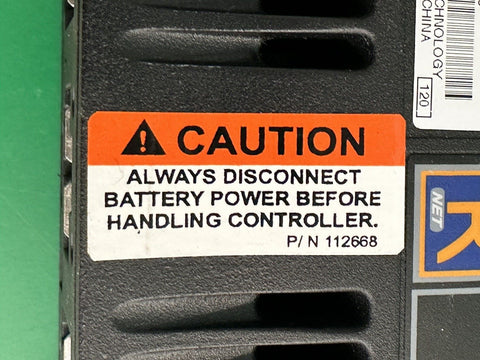 CAUTION
ALWAYS DISCONNECT
BATTERY POWER BEFORE
HANDLING CONTROLLER.
P/N 112668
CHNOLOGY
CHINA
120
NET
R